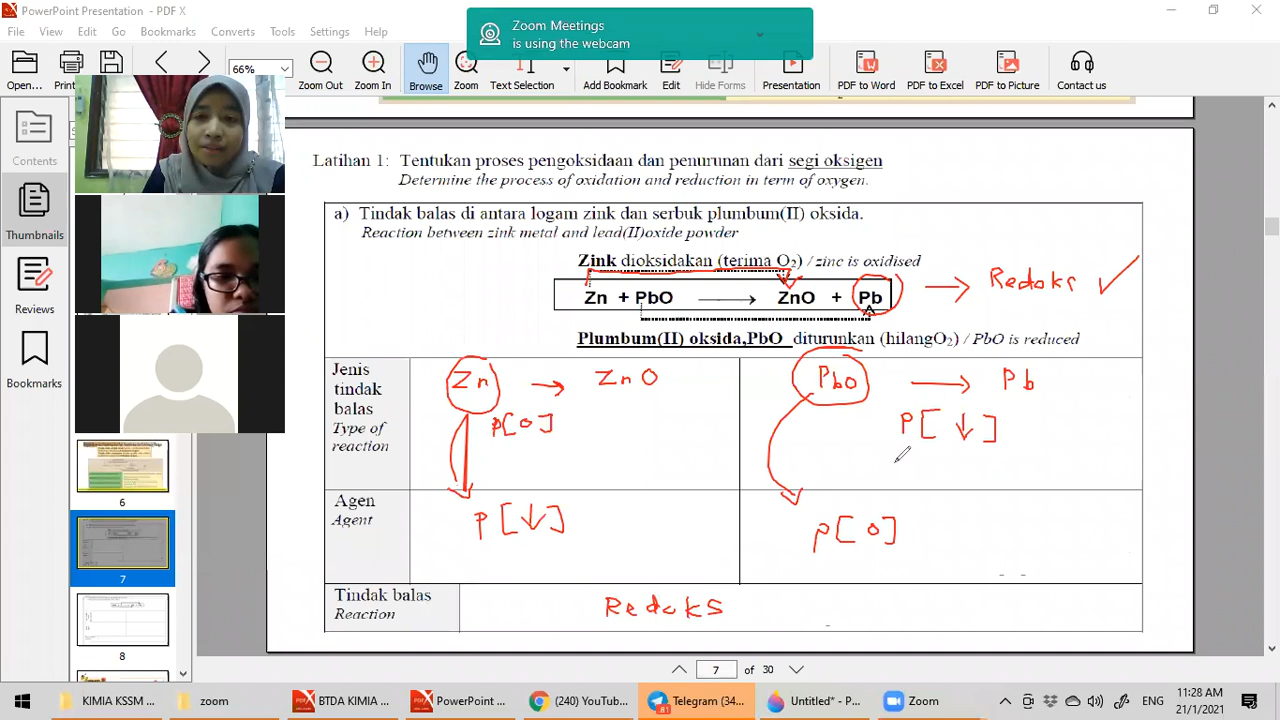 PowerPoint Presentation - PDF X
Zoom Meetings
is using the webcam
File View Edit Go Bookmarks Converts Tools Settings Help
66%
Open... Print Zoom Out Zoom In Browse Zoom Text Selection Add Bookmark Edit Hide Forms Presentation PDF to Word PDF to Excel PDF to Picture Contact us
Contents
Thumbnails
Reviews
Bookmarks
6
7
8
Latihan 1: Tentukan proses pengoksidaan dan penurunan dari segi oksigen
Determine the process of oxidation and reduction in term of oxygen.
a) Tindak balas di antara logam zink dan serbuk plumbum(II) oksida.
Reaction between zink metal and lead(II)oxide powder
Zink dioksidakan (terima O₂) / zinc is oxidised
Zn + PbO → ZnO + Pb → Redoks ✓
Plumbum(II) oksida,PbO diturunkan (hilangO₂) / PbO is reduced
Jenis tindak balas
Type of reaction
Zn → ZnO
P[O]
PbO → Pb
P[↓]
Agen
Agent
P[↓]
P[O]
Tindak balas
Reaction
Redoks
7 of 30
KIMIA KSSM zoom BTDA KIMIA PowerPoint ... (240) YouTub... Telegram (34... Untitled* - P... Zoom
ENG
11:28 AM
21/1/2021